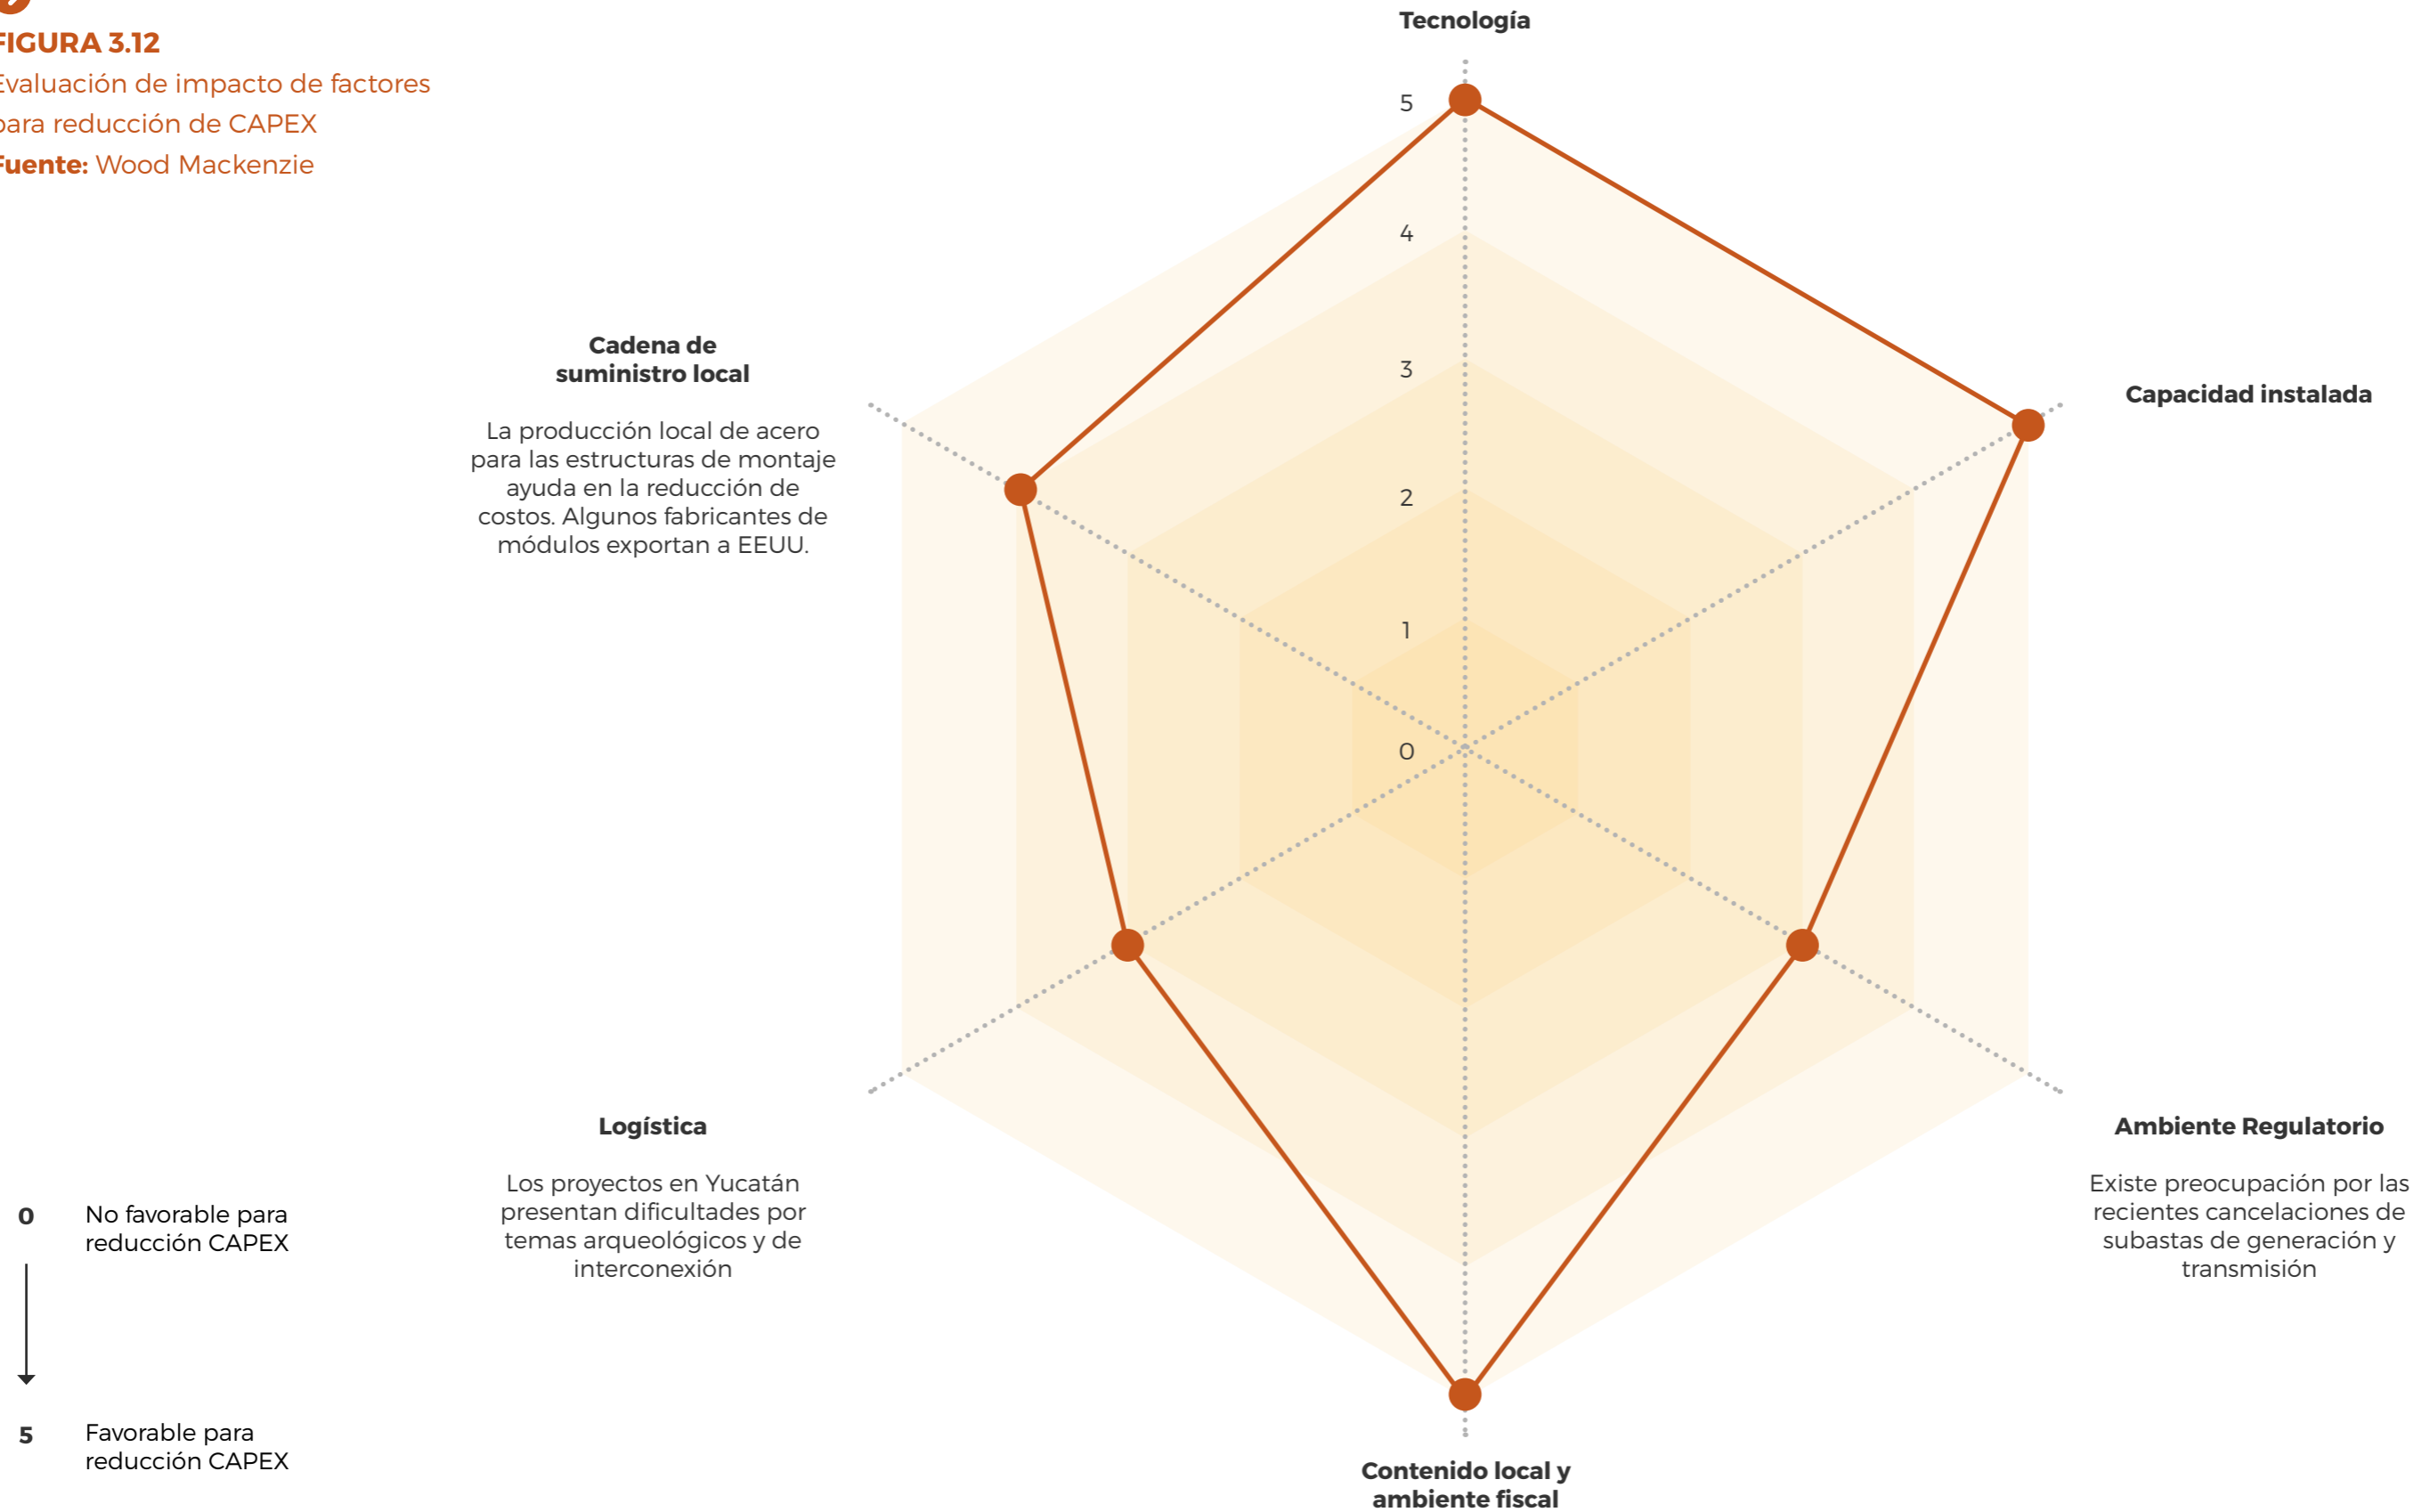 FIGURA 3.12
Evaluación de impacto de factores
para reducción de CAPEX
Fuente: Wood Mackenzie
Tecnología
5
4
3
2
1
0
Capacidad instalada
Cadena de
suministro local
La producción local de acero
para las estructuras de montaje
ayuda en la reducción de
costos. Algunos fabricantes de
módulos exportan a EEUU.
Logística
Los proyectos en Yucatán
presentan dificultades por
temas arqueológicos y de
interconexión
Ambiente Regulatorio
Existe preocupación por las
recientes cancelaciones de
subastas de generación y
transmisión
0 No favorable para
reducción CAPEX
5 Favorable para
reducción CAPEX
Contenido local y
ambiente fiscal